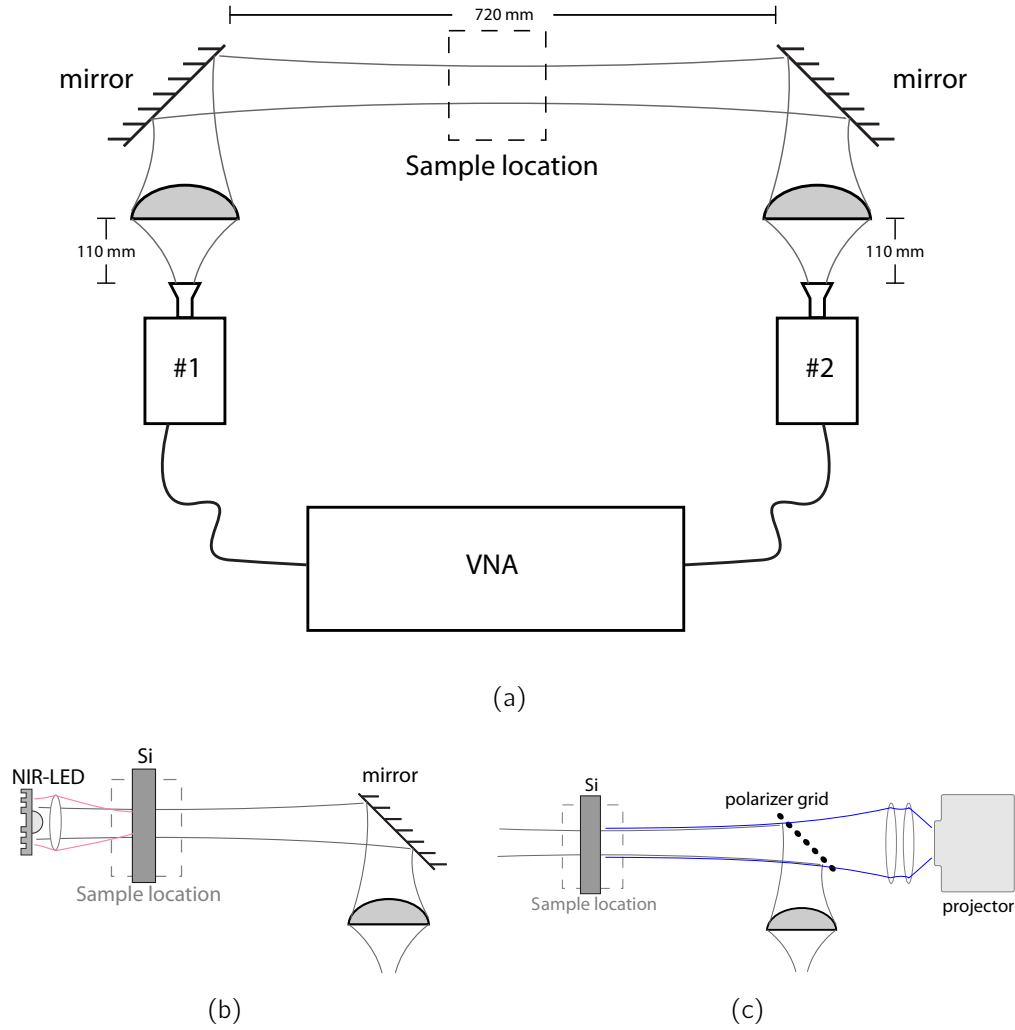 720 mm
mirror
mirror
Sample location
110 mm
110 mm
#1
#2
VNA
(a)
Si
NIR-LED
mirror
Sample location
(b)
Si
polarizer grid
Sample location
projector
(c)